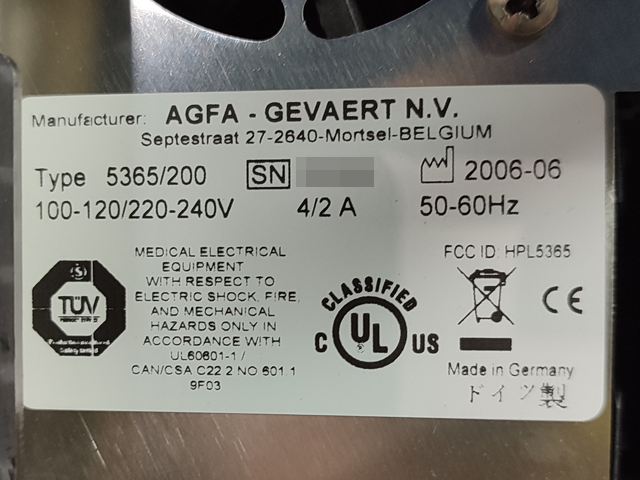 Manufacturer: AGFA - GEVAERT N.V.
Septestraat 27-2640-Mortsel-BELGIUM
Type 5365/200 SN 2006-06
100-120/220-240V 4/2 A 50-60Hz
MEDICAL ELECTRICAL
EQUIPMENT
WITH RESPECT TO
ELECTRIC SHOCK, FIRE,
AND MECHANICAL
HAZARDS ONLY IN
ACCORDANCE WITH
UL60601-1 /
CAN/CSA C22 2 NO 601 1
9F03
TÜV
CLASSIFIED
C UL US
FCC ID: HPL5365
CE
Made in Germany
ドイツ製